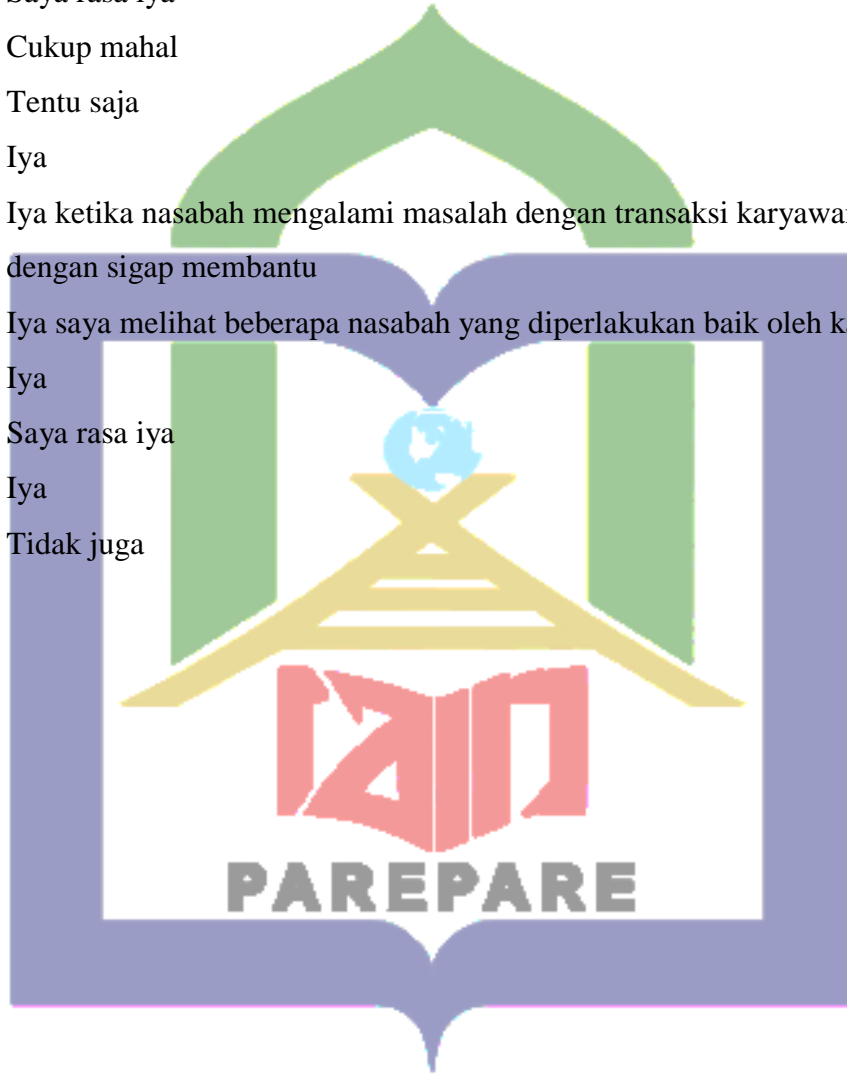 Saya rasa iya
Cukup mahal
Tentu saja
Iya
Iya ketika nasabah mengalami masalah dengan transaksi
dengan sigap membantu
Iya saya melihat beberapa nasabah yang diperlakukan baik oleh
Iya
Saya rasa iya
Iya
Tidak juga
IAIN
PAREPARE